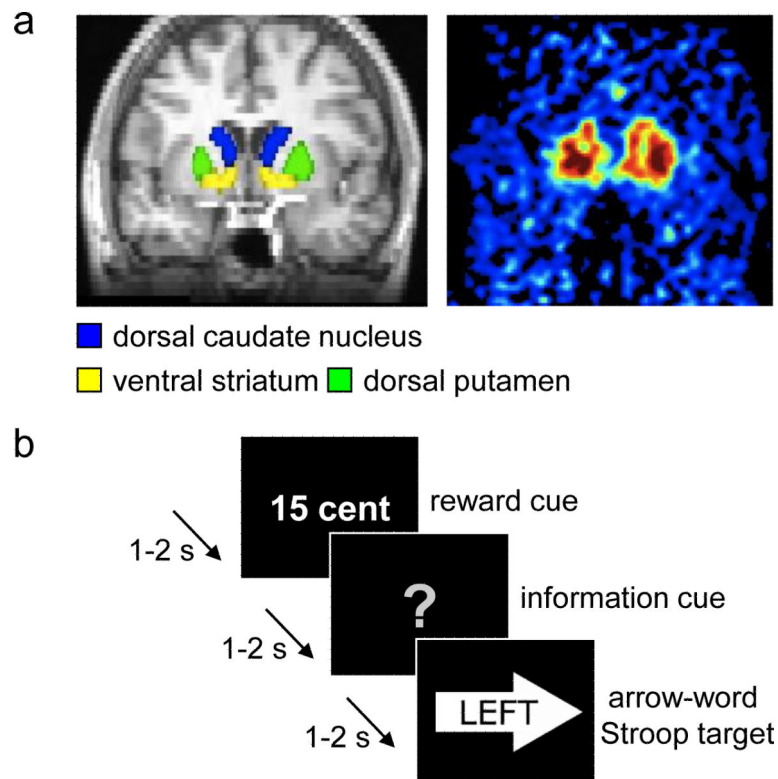 a
dorsal caudate nucleus
ventral striatum dorsal putamen
b
15 cent
reward cue
1-2 s
?
information cue
1-2 s
LEFT
arrow-word
Stroop target
1-2 s